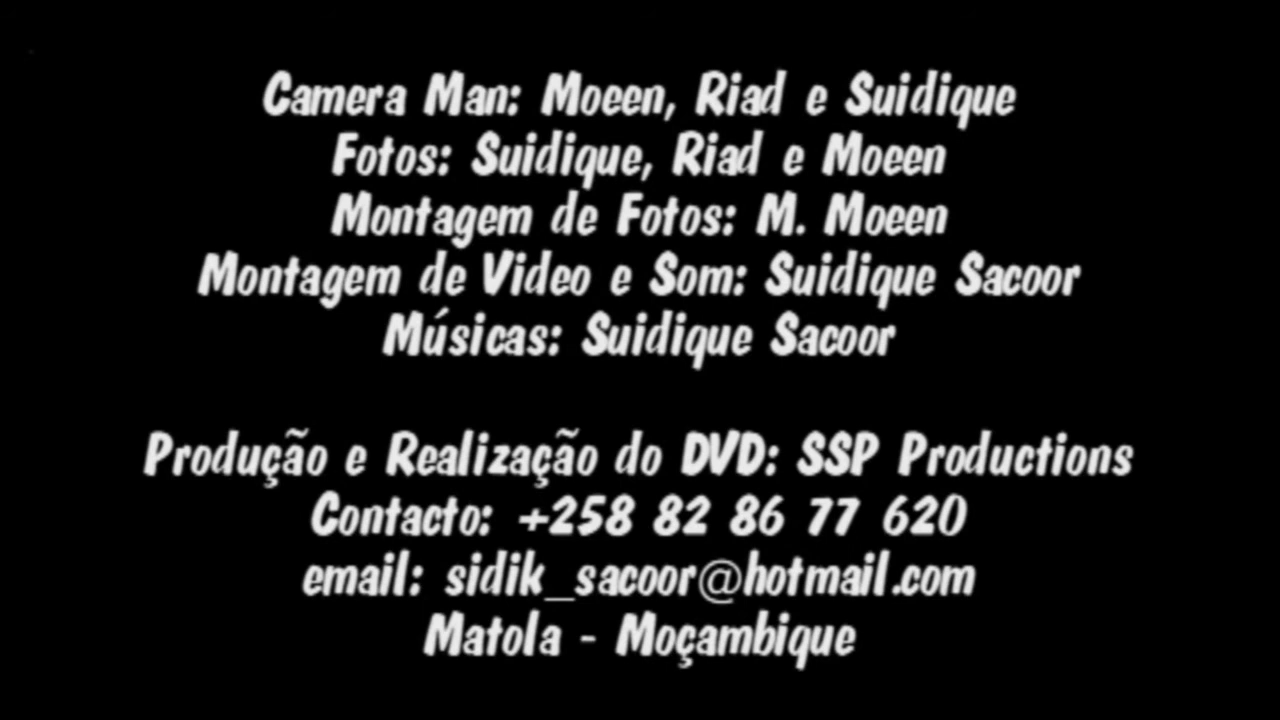 Camera Man: Moeen, Riad e Suidique
Fotos: Suidique, Riad e Moeen
Montagem de Fotos: M. Moeen
Montagem de Video e Som: Suidique Sacoor
Músicas: Suidique Sacoor
Produção e Realização do DVD: SSP Productions
Contacto: +258 82 86 77 620
email: sidik_sacoor@hotmail.com
Matola - Moçambique